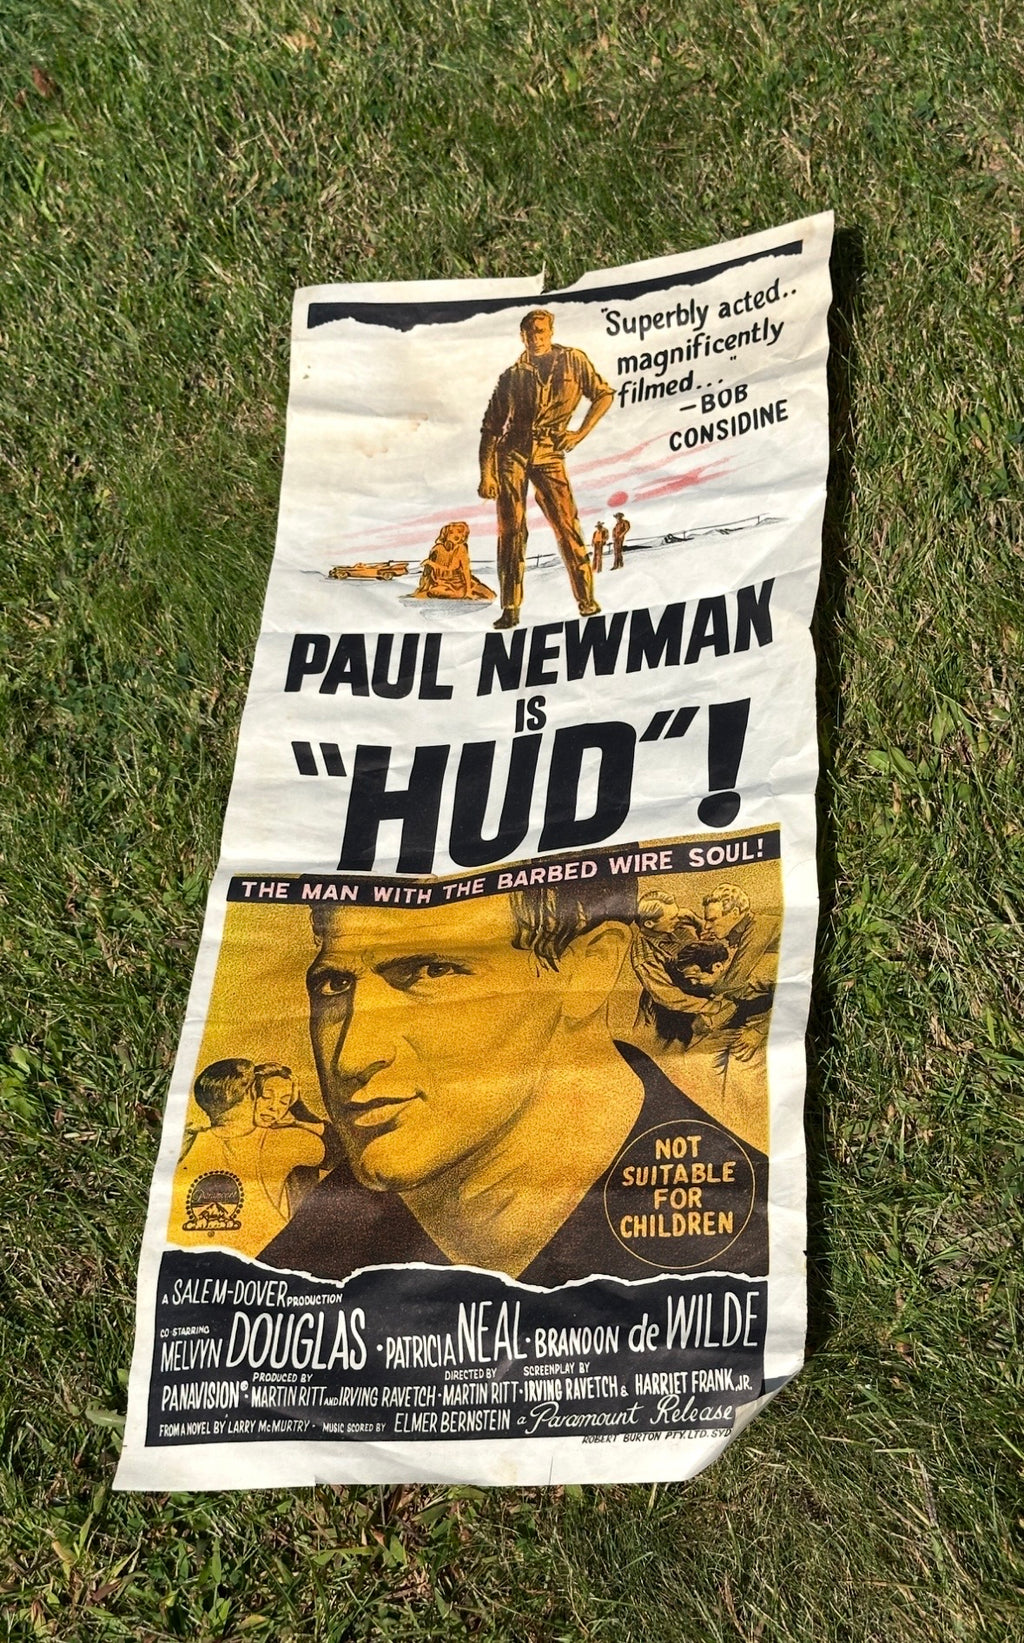 "Superbly acted..
magnificently
filmed..."
—BOB
CONSIDINE
PAUL NEWMAN
IS
"HUD"!
THE MAN WITH THE BARBED WIRE SOUL!
NOT
SUITABLE
FOR
CHILDREN
Paramount
A SALEM-DOVER PRODUCTION
CO-STARRING
MELVYN DOUGLAS · PATRICIA NEAL · BRANDON de WILDE
PRODUCED BY DIRECTED BY SCREENPLAY BY
PANAVISION® · MARTIN RITT AND IRVING RAVETCH · MARTIN RITT · IRVING RAVETCH & HARRIET FRANK, JR.
FROM A NOVEL BY LARRY McMURTRY · MUSIC SCORED BY ELMER BERNSTEIN a Paramount Release
ROBERT BURTON PTY. LTD. SYD